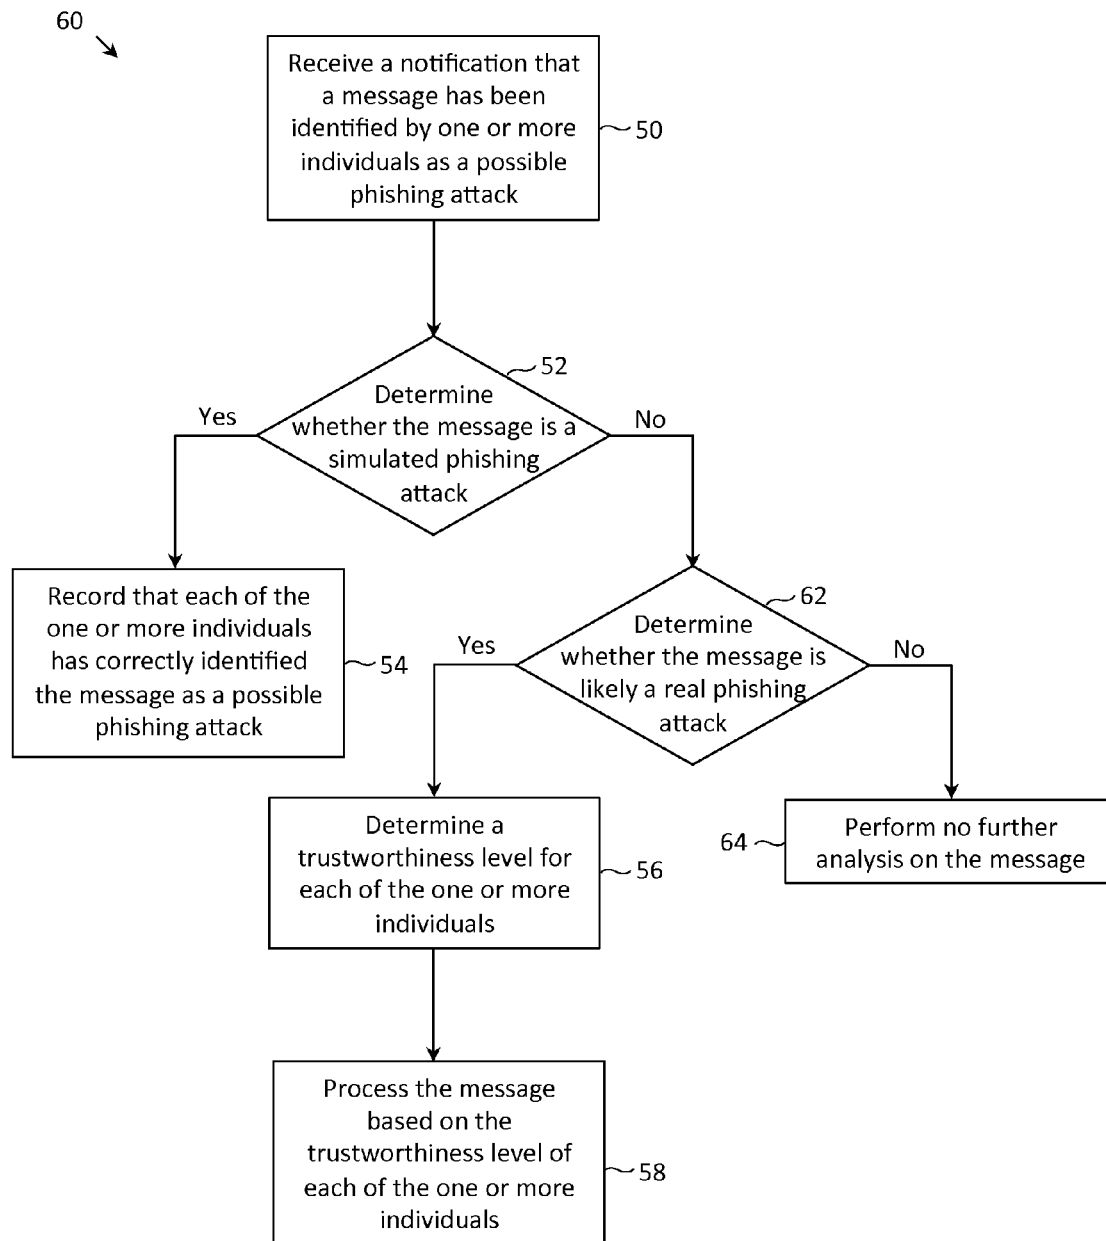 60
Receive a notification that
a message has been
identified by one or more
individuals as a possible
phishing attack
50
52
Determine
whether the message is a
simulated phishing
attack
Yes
No
Record that each of the
one or more individuals
has correctly identified
the message as a possible
phishing attack
54
62
Determine
whether the message is
likely a real phishing
attack
Yes
No
Determine a
trustworthiness level for
each of the one or more
individuals
56
64
Perform no further
analysis on the message
Process the message
based on the
trustworthiness level of
each of the one or more
individuals
58